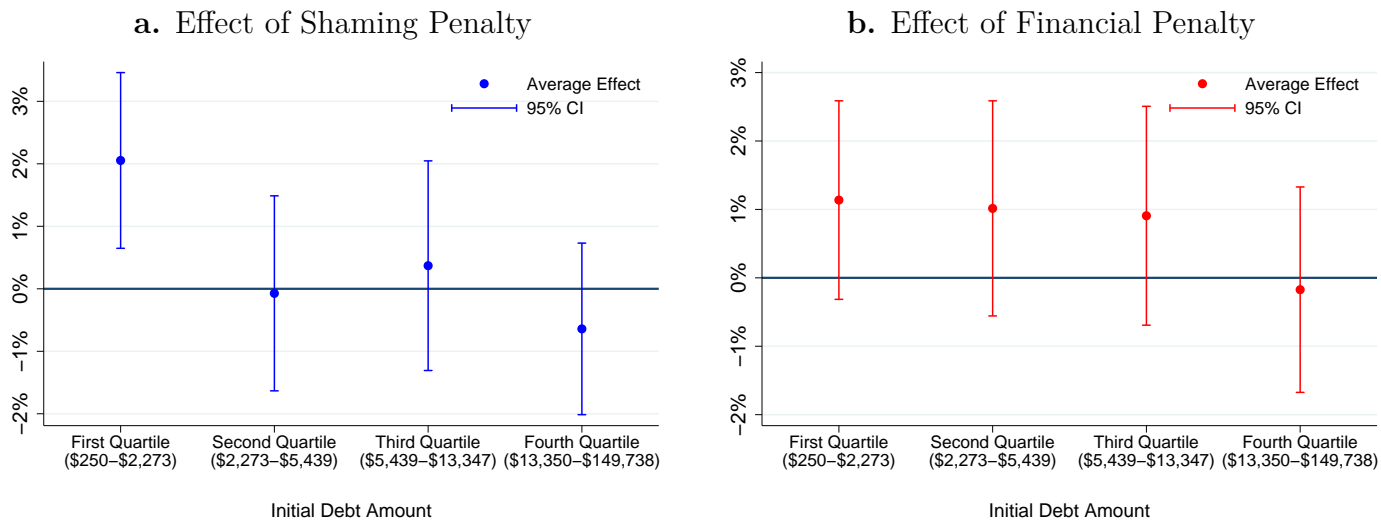 a. Effect of Shaming Penalty
3%
2%
1%
0%
−1%
−2%
Average Effect
95% CI
First Quartile
($250–$2,273)
Second Quartile
($2,273–$5,439)
Third Quartile
($5,439–$13,347)
Fourth Quartile
($13,350–$149,738)
Initial Debt Amount
b. Effect of Financial Penalty
3%
2%
1%
0%
−1%
−2%
Average Effect
95% CI
First Quartile
($250–$2,273)
Second Quartile
($2,273–$5,439)
Third Quartile
($5,439–$13,347)
Fourth Quartile
($13,350–$149,738)
Initial Debt Amount